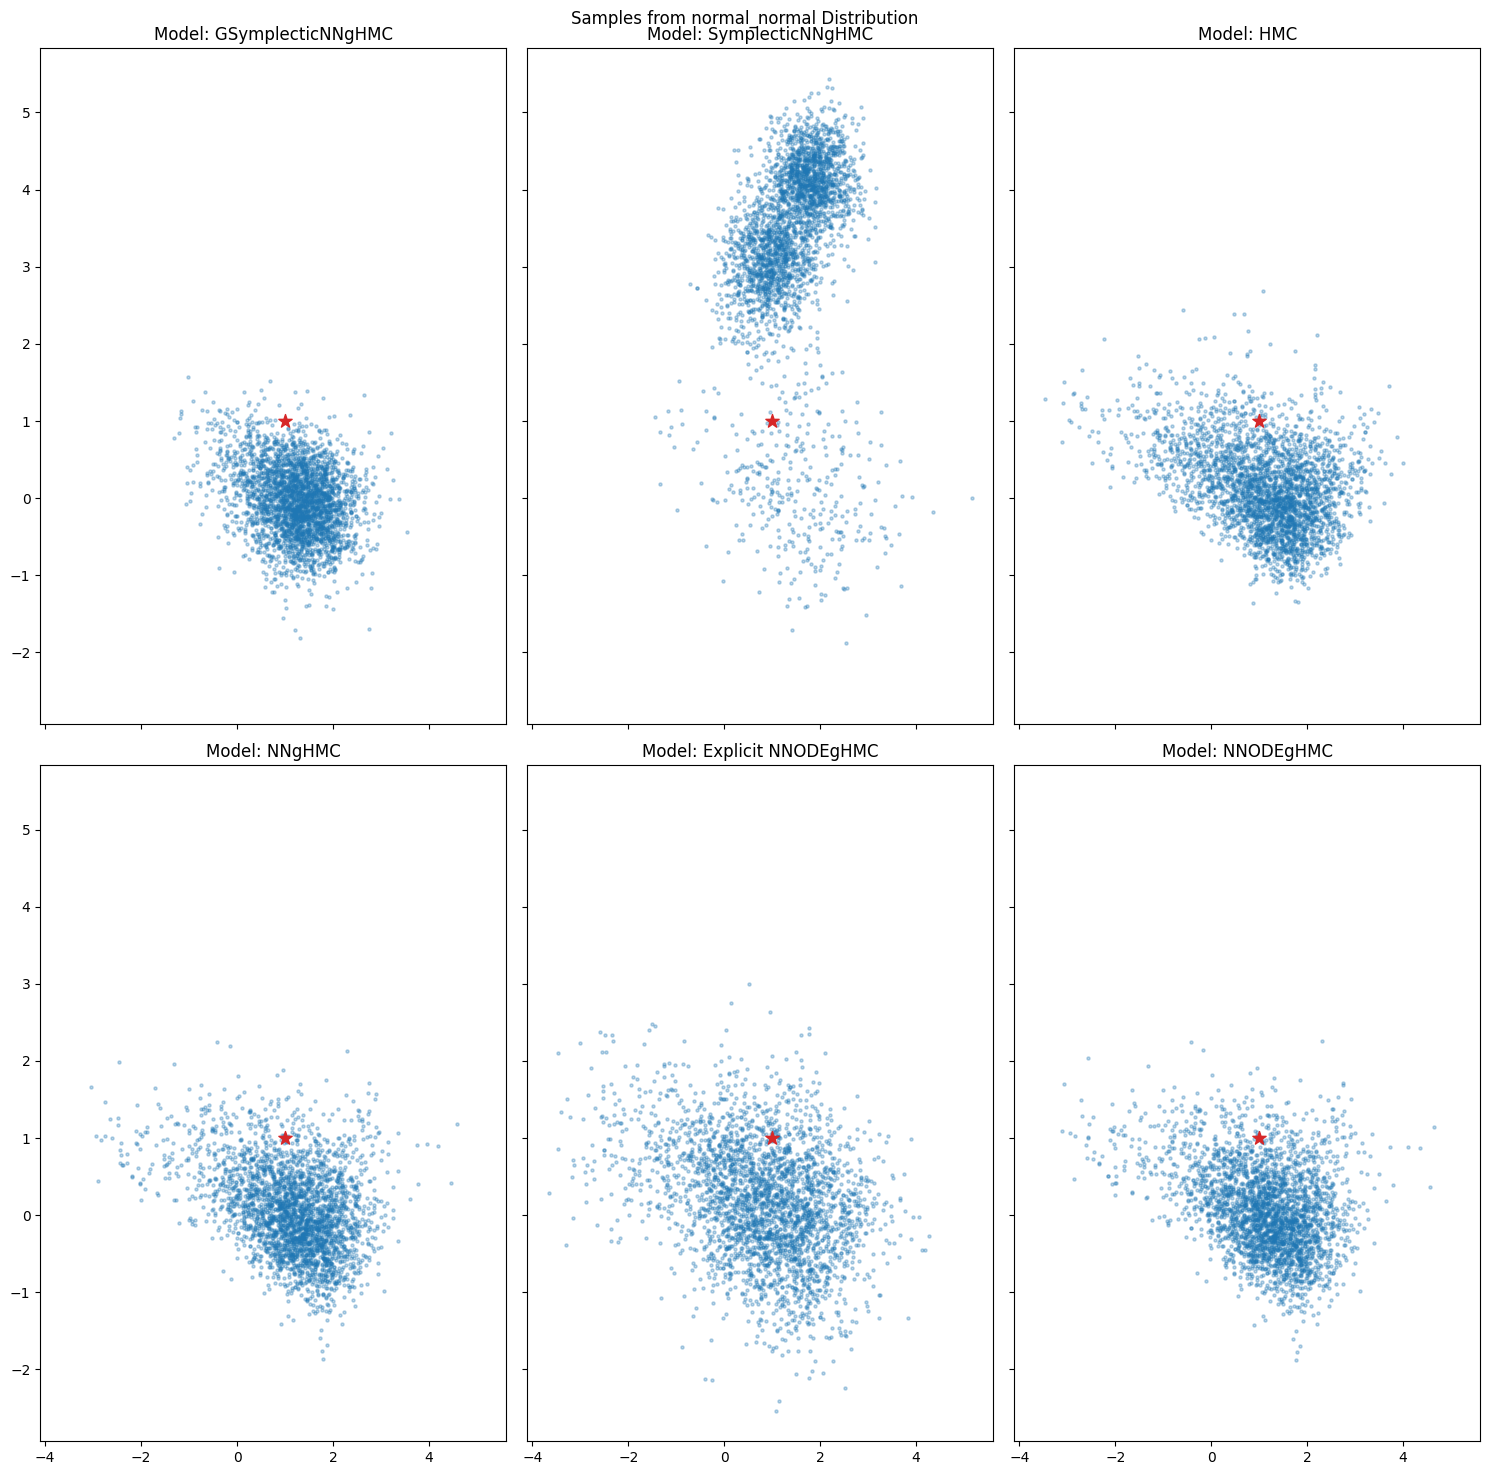 Samples from normal_normal Distribution
Model: GSymplecticNNgHMC
Model: SymplecticNNgHMC
Model: HMC
5
4
3
2
1
0
−1
−2
Model: NNgHMC
Model: Explicit NNODEgHMC
Model: NNODEgHMC
5
4
3
2
1
0
−1
−2
−4 −2 0 2 4
−4 −2 0 2 4
−4 −2 0 2 4